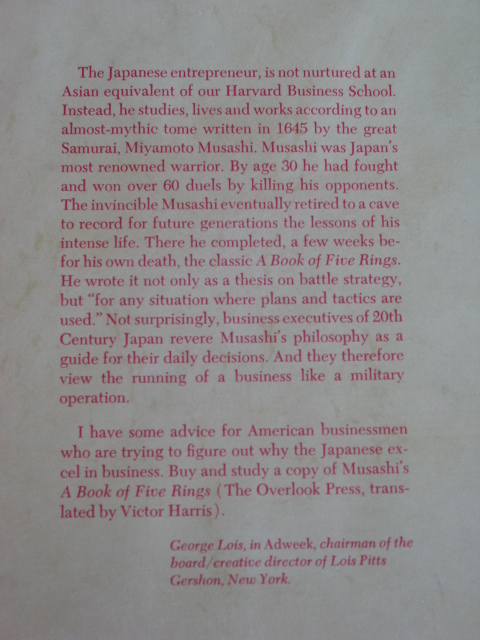 The Japanese entrepreneur, is not nurtured at an
Asian equivalent of our Harvard Business School.
Instead, he studies, lives and works according to an
almost-mythic tome written in 1645 by the great
Samurai, Miyamoto Musashi. Musashi was Japan's
most renowned warrior. By age 30 he had fought
and won over 60 duels by killing his opponents.
The invincible Musashi eventually retired to a cave
to record for future generations the lessons of his
intense life. There he completed, a few weeks be-
for his own death, the classic A Book of Five Rings.
He wrote it not only as a thesis on battle strategy,
but "for any situation where plans and tactics are
used." Not surprisingly, business executives of 20th
Century Japan revere Musashi's philosophy as a
guide for their daily decisions. And they therefore
view the running of a business like a military
operation.
I have some advice for American businessmen
who are trying to figure out why the Japanese ex-
cel in business. Buy and study a copy of Musashi's
A Book of Five Rings (The Overlook Press, trans-
lated by Victor Harris).
George Lois, in Adweek, chairman of the
board/creative director of Lois Pitts
Gershon, New York.